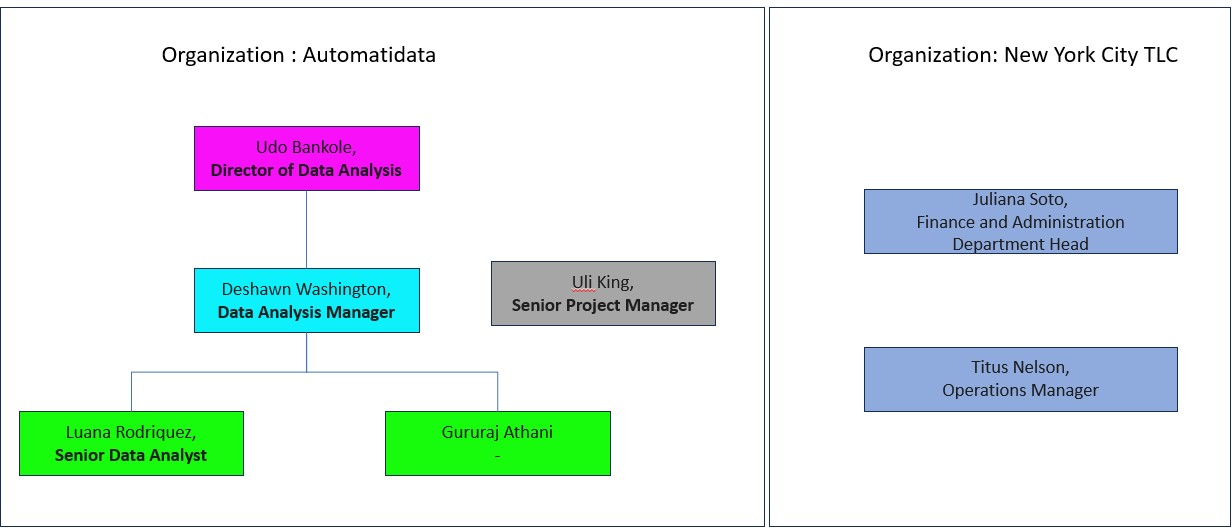 Organization : Automatidata
Udo Bankole,
Director of Data Analysis
Deshawn Washington,
Data Analysis Manager
Uli King,
Senior Project Manager
Luana Rodriquez,
Senior Data Analyst
Gururaj Athani
-
Organization: New York City TLC
Juliana Soto,
Finance and Administration
Department Head
Titus Nelson,
Operations Manager